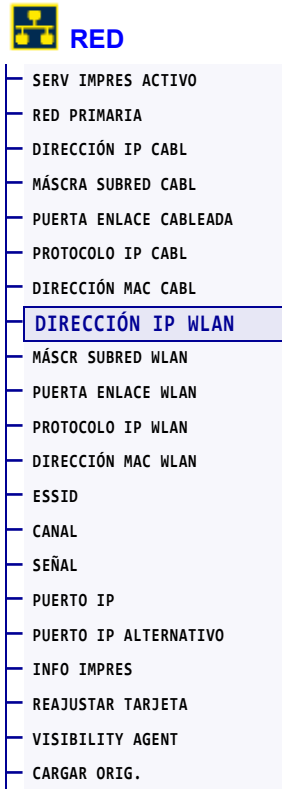 RED
SERV IMPRES ACTIVO
RED PRIMARIA
DIRECCIÓN IP CABL
MÁSCRA SUBRED CABL
PUERTA ENLACE CABLEADA
PROTOCOLO IP CABL
DIRECCIÓN MAC CABL
DIRECCIÓN IP WLAN
MÁSCR SUBRED WLAN
PUERTA ENLACE WLAN
PROTOCOLO IP WLAN
DIRECCIÓN MAC WLAN
ESSID
CANAL
SEÑAL
PUERTO IP
PUERTO IP ALTERNATIVO
INFO IMPRES
REAJUSTAR TARJETA
VISIBILITY AGENT
CARGAR ORIG.